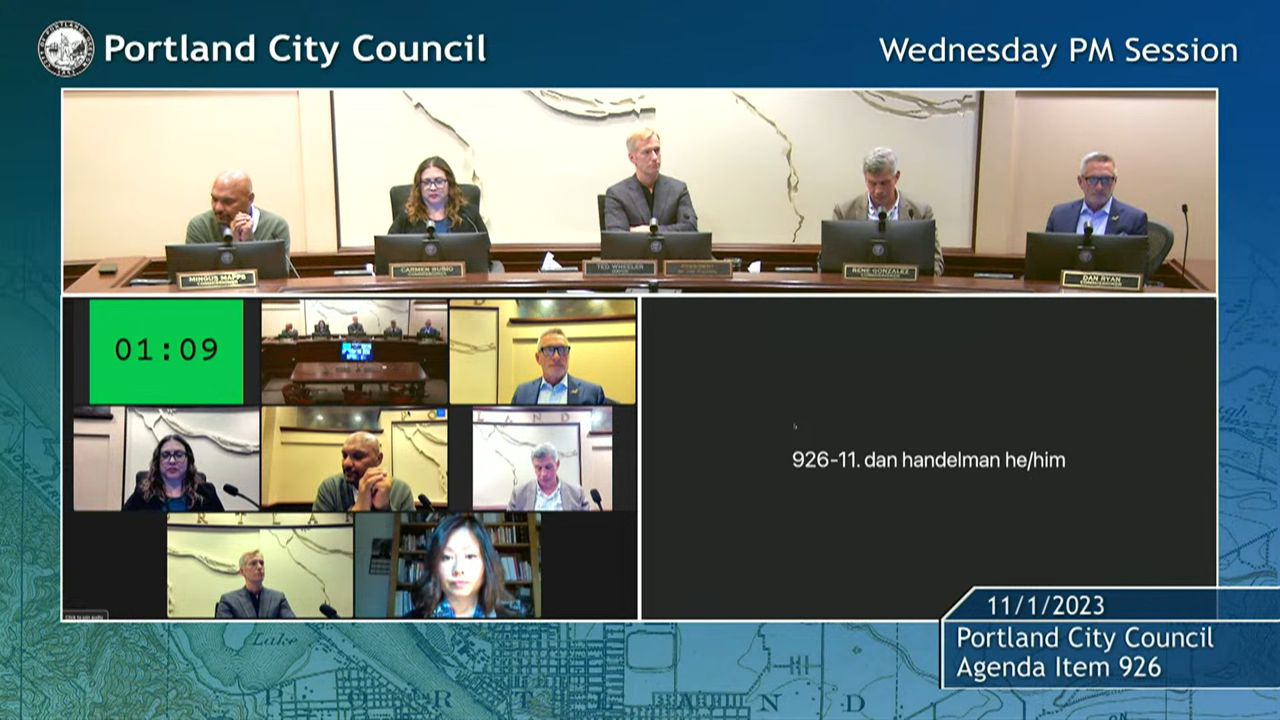 Portland City Council
Wednesday PM Session
MINGUS MAPPS
CARMEN RUBIO
TED WHEELER
RENE GONZALEZ
DAN RYAN
01:09
926-11. dan handelman he/him
11/1/2023
Portland City Council
Agenda Item 926
Lake
P O R T L A N D